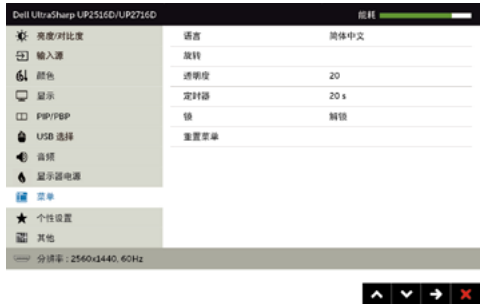 Dell UltraSharp UP2516D/UP2716D
能耗
亮度/对比度
输入源
颜色
显示
PIP/PBP
USB 选择
音频
显示器电源
菜单
个性设置
其他
语言 简体中文
旋转
透明度 20
定时器 20 s
锁 解锁
重置菜单
分辨率 : 2560x1440, 60Hz